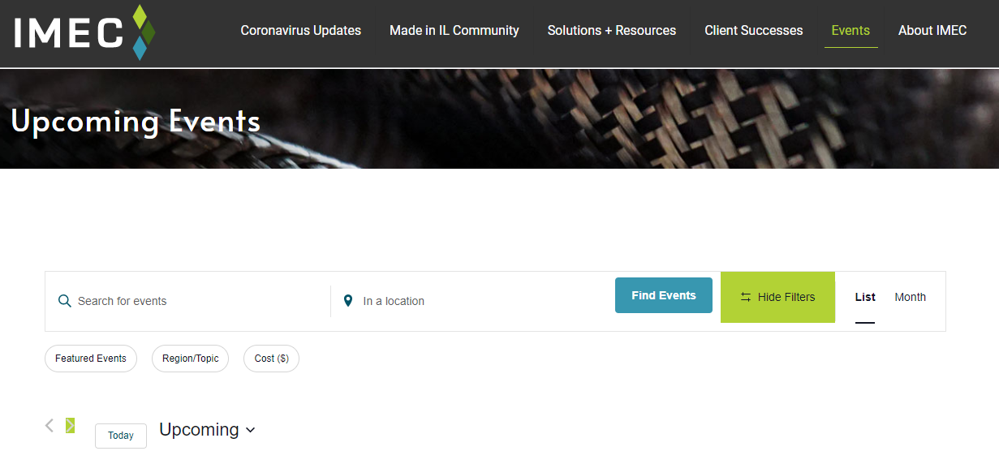 IMEC
Coronavirus Updates Made in IL Community Solutions + Resources Client Successes Events About IMEC
Upcoming Events
Search for events In a location Find Events Hide Filters List Month
Featured Events Region/Topic Cost ($)
Today Upcoming